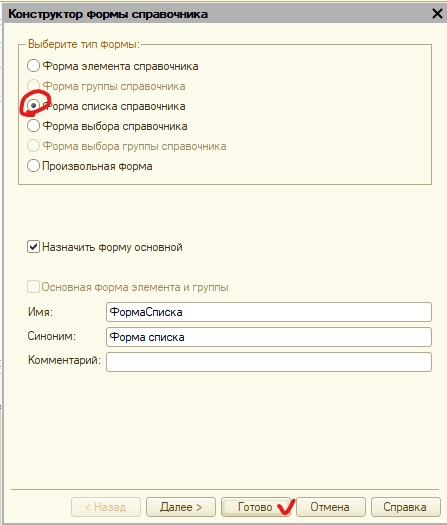 Конструктор формы справочника
Выберите тип формы:
Форма элемента справочника
Форма группы справочника
Форма списка справочника
Форма выбора справочника
Форма выбора группы справочника
Произвольная форма
Назначить форму основной
Основная форма элемента и группы
Имя: ФормаСписка
Синоним: Форма списка
Комментарий:
< Назад Далее > Готово Отмена Справка